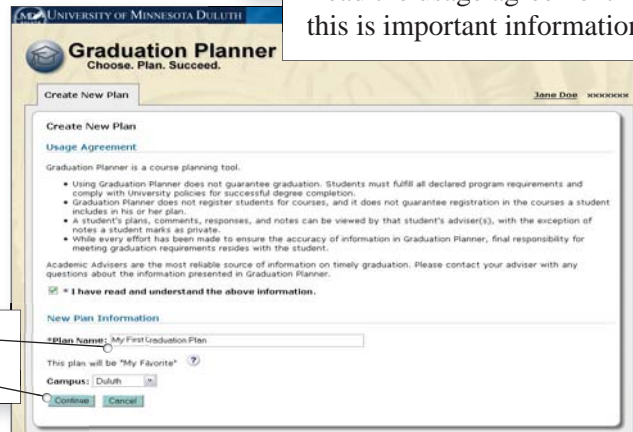 this is important information
UNIVERSITY OF MINNESOTA DULUTH
Graduation Planner
Choose. Plan. Succeed.
Create New Plan
Jane Doe xxxxxxx
Create New Plan
Usage Agreement
Graduation Planner is a course planning tool.
• Using Graduation Planner does not guarantee graduation. Students must fulfill all declared program requirements and
comply with University policies for successful degree completion.
• Graduation Planner does not register students for courses, and it does not guarantee registration in the courses a student
includes in his or her plan.
• A student's plans, comments, responses, and notes can be viewed by that student's adviser(s), with the exception of
notes a student marks as private.
• While every effort has been made to ensure the accuracy of information in Graduation Planner, final responsibility for
meeting graduation requirements resides with the student.
Academic Advisers are the most reliable source of information on timely graduation. Please contact your adviser with any
questions about the information presented in Graduation Planner.
* I have read and understand the above information.
New Plan Information
*Plan Name: My First Graduation Plan
This plan will be "My Favorite" ?
Campus: Duluth
Continue Cancel